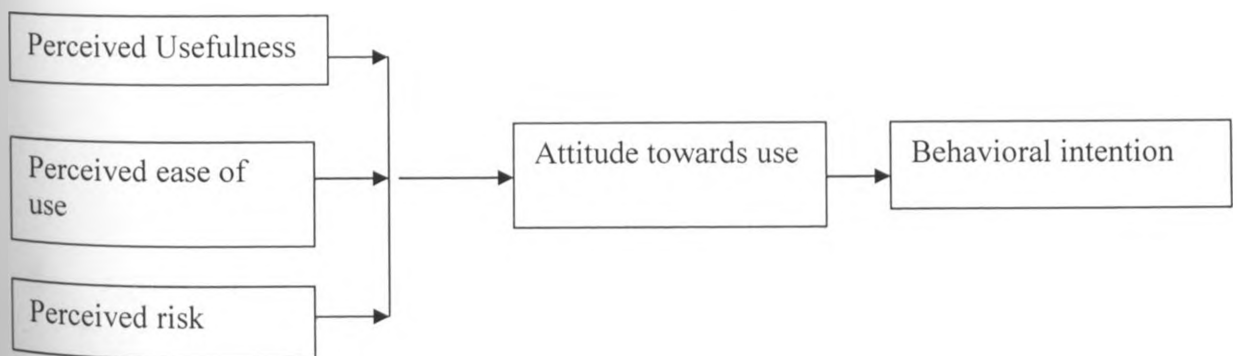 Perceived Usefulness
Perceived ease of
use
Perceived risk
Attitude towards use
Behavioral intention